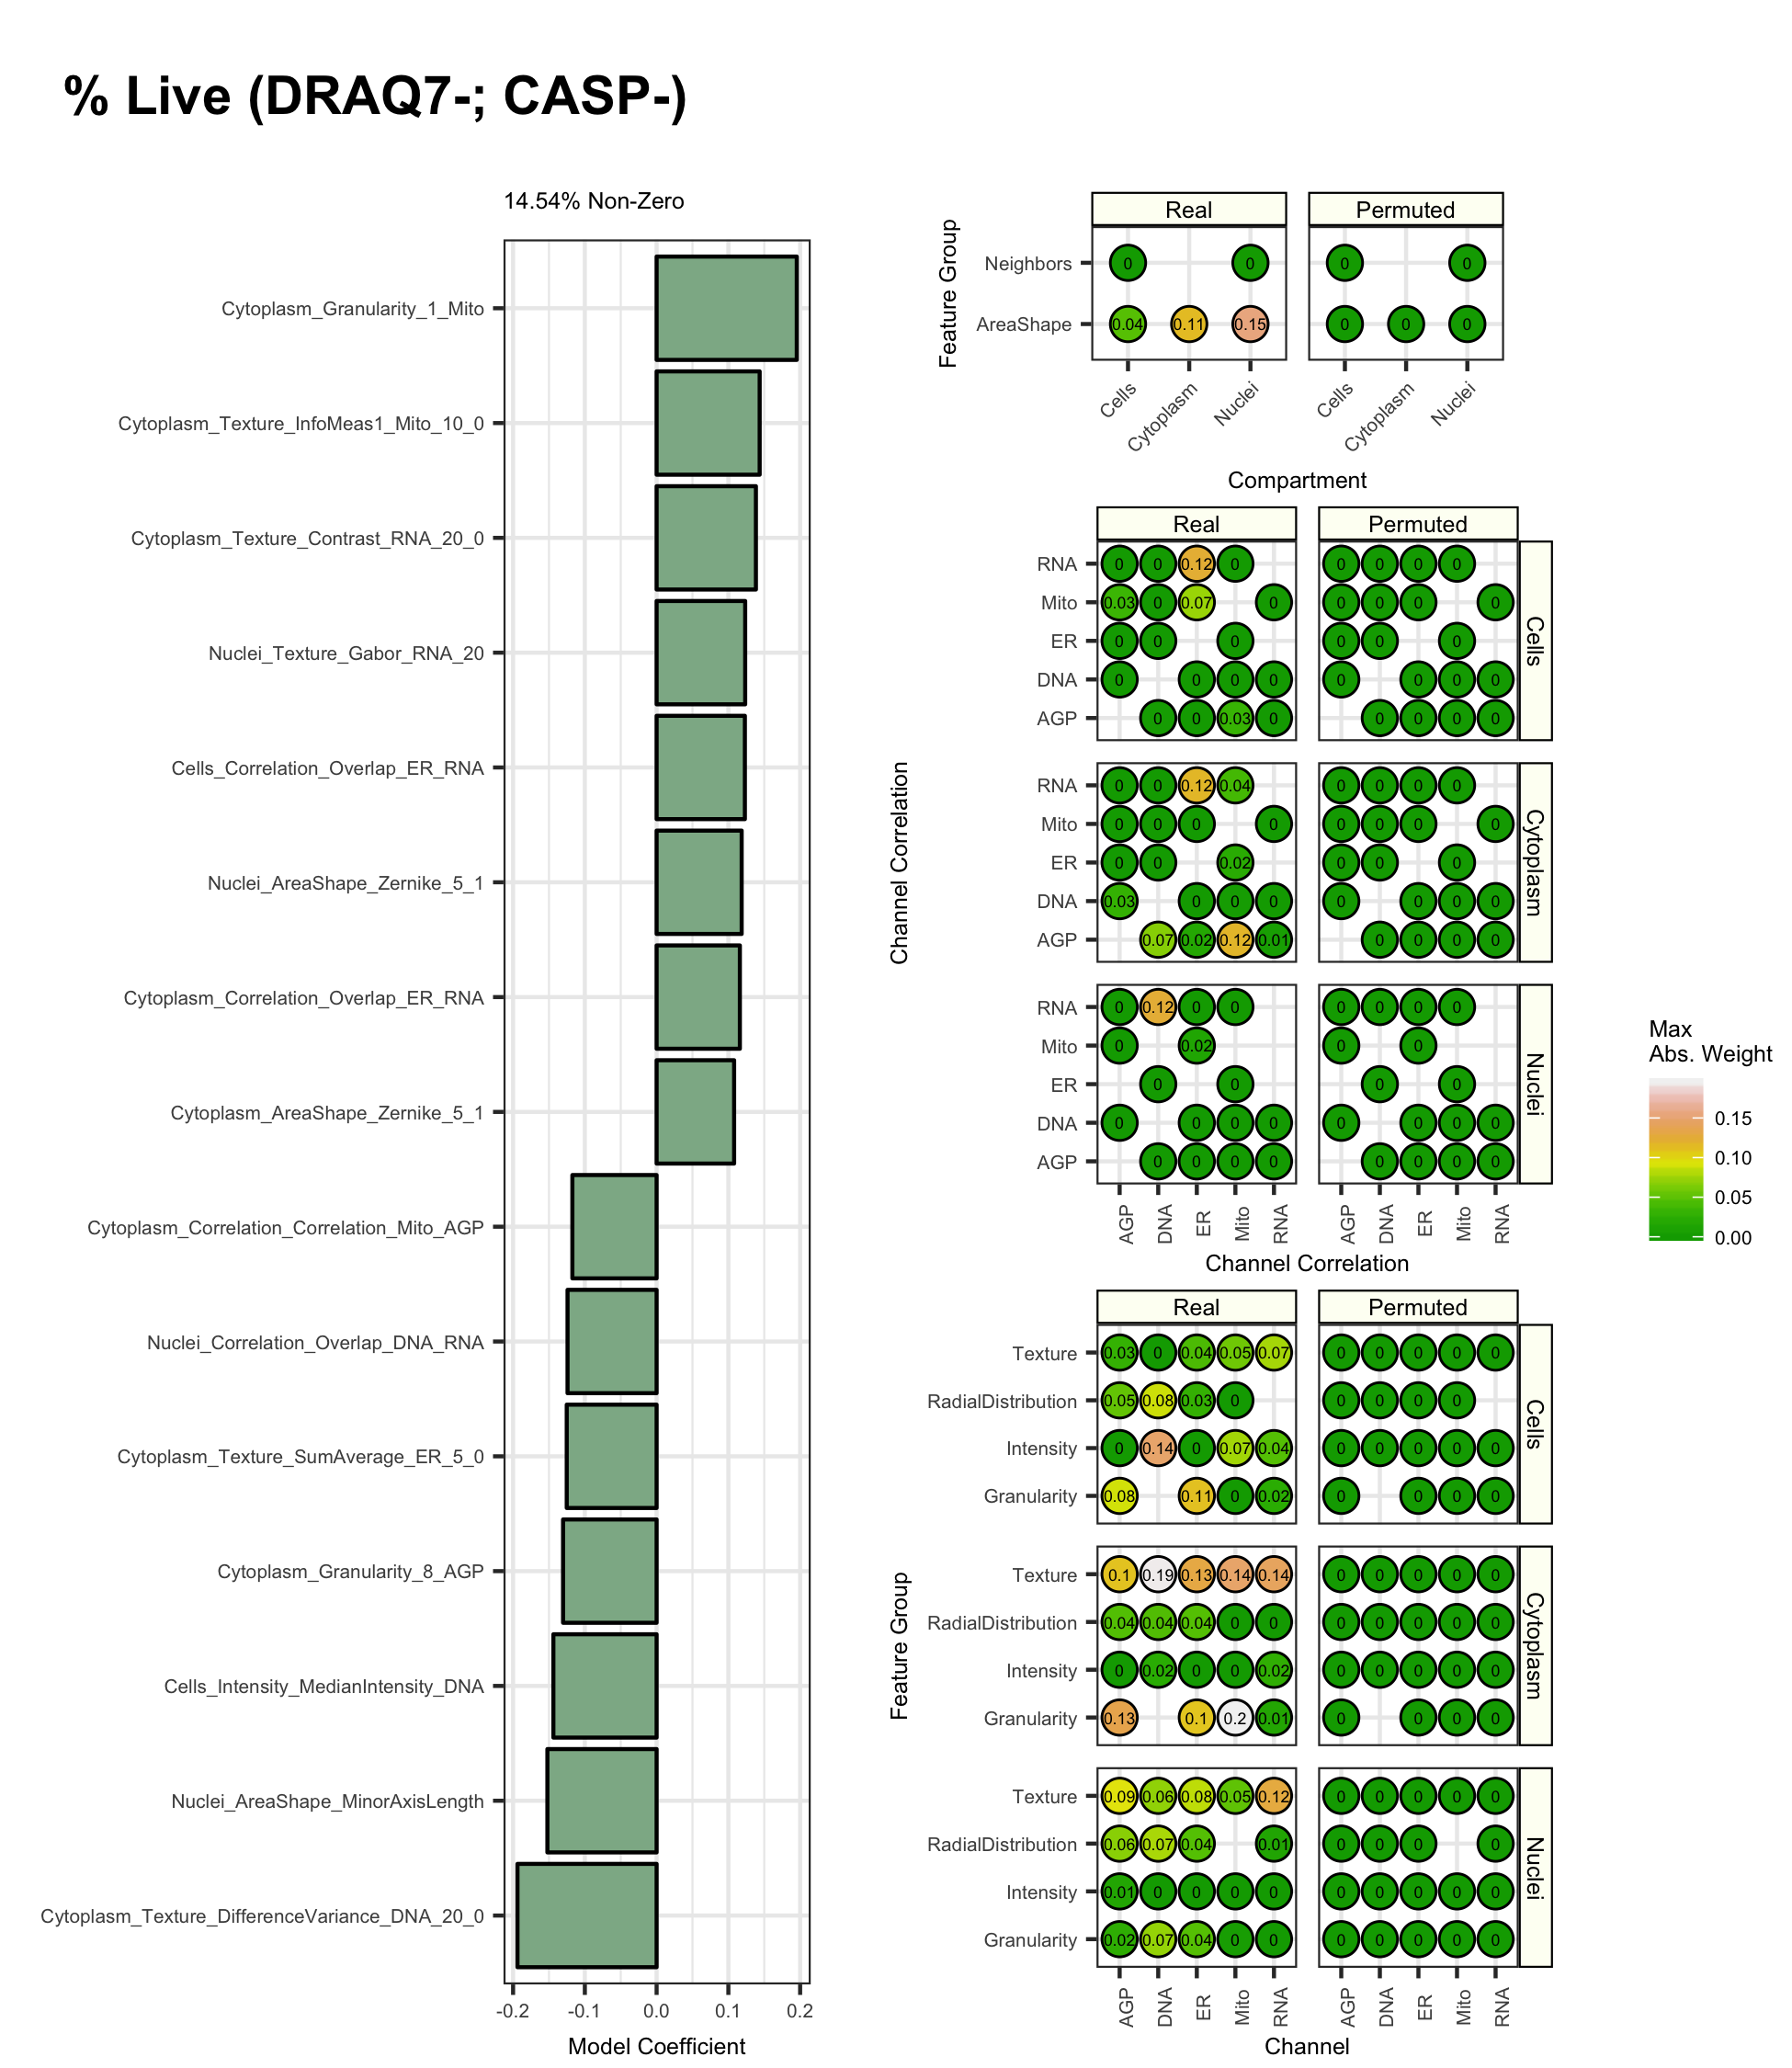 % Live (DRAQ7-; CASP-)
14.54% Non-Zero
Cytoplasm_Granularity_1_Mito
Cytoplasm_Texture_InfoMeas1_Mito_10_0
Cytoplasm_Texture_Contrast_RNA_20_0
Nuclei_Texture_Gabor_RNA_20
Cells_Correlation_Overlap_ER_RNA
Nuclei_AreaShape_Zernike_5_1
Cytoplasm_Correlation_Overlap_ER_RNA
Cytoplasm_AreaShape_Zernike_5_1
Cytoplasm_Correlation_Correlation_Mito_AGP
Nuclei_Correlation_Overlap_DNA_RNA
Cytoplasm_Texture_SumAverage_ER_5_0
Cytoplasm_Granularity_8_AGP
Cells_Intensity_MedianIntensity_DNA
Nuclei_AreaShape_MinorAxisLength
Cytoplasm_Texture_DifferenceVariance_DNA_20_0
-0.2 -0.1 0.0 0.1 0.2
Model Coefficient
Feature Group
Real Permuted
Neighbors 0 0 0 0
AreaShape 0.04 0.11 0.15 0 0 0
Cells Cytoplasm Nuclei Cells Cytoplasm Nuclei
Compartment
Channel Correlation
Real Permuted
Cells
RNA 0 0 0.12 0 0 0 0 0
Mito 0.03 0 0.07 0 0 0 0 0
ER 0 0 0 0 0 0
DNA 0 0 0 0 0 0 0 0
AGP 0 0 0.03 0 0 0 0 0
Cytoplasm
RNA 0 0 0.12 0.04 0 0 0 0
Mito 0 0 0 0 0 0 0 0
ER 0 0 0.02 0 0 0
DNA 0.03 0 0 0 0 0 0 0
AGP 0.07 0.02 0.12 0.01 0 0 0 0
Nuclei
RNA 0 0.12 0 0 0 0 0 0
Mito 0 0.02 0 0
ER 0 0 0 0
DNA 0 0 0 0 0 0 0 0
AGP 0 0 0 0 0 0 0 0
AGP DNA ER Mito RNA AGP DNA ER Mito RNA
Channel Correlation
Feature Group
Real Permuted
Cells
Texture 0.03 0 0.04 0.05 0.07 0 0 0 0 0
RadialDistribution 0.05 0.08 0.03 0 0 0 0 0
Intensity 0 0.14 0 0.07 0.04 0 0 0 0 0
Granularity 0.08 0.11 0 0.02 0 0 0 0
Cytoplasm
Texture 0.1 0.19 0.13 0.14 0.14 0 0 0 0 0
RadialDistribution 0.04 0.04 0.04 0 0 0 0 0 0 0
Intensity 0 0.02 0 0 0.02 0 0 0 0 0
Granularity 0.13 0.1 0.2 0.01 0 0 0 0
Nuclei
Texture 0.09 0.06 0.08 0.05 0.12 0 0 0 0 0
RadialDistribution 0.06 0.07 0.04 0.01 0 0 0 0
Intensity 0.01 0 0 0 0 0 0 0 0 0
Granularity 0.02 0.07 0.04 0 0 0 0 0 0 0
AGP DNA ER Mito RNA AGP DNA ER Mito RNA
Channel
Max
Abs. Weight
0.15
0.10
0.05
0.00